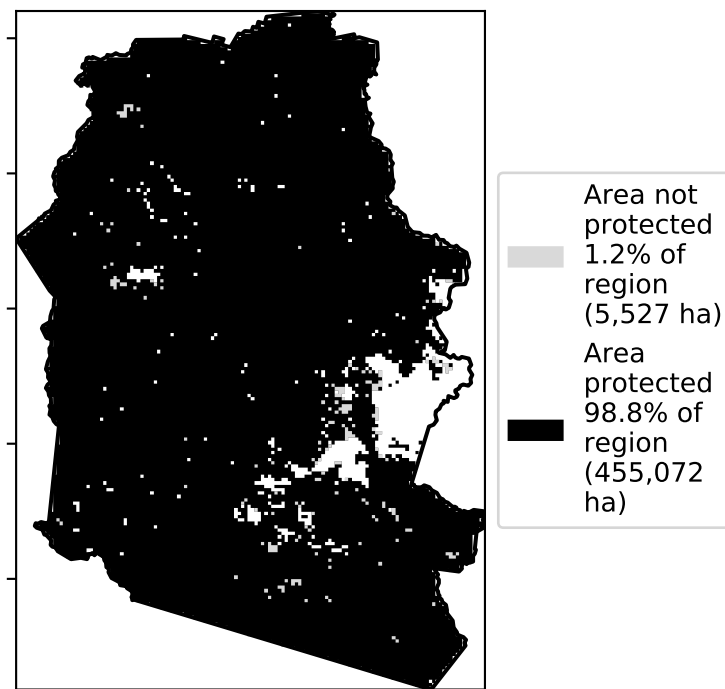 Area not
protected
1.2% of
region
(5,527 ha)
Area
protected
98.8% of
region
(455,072
ha)